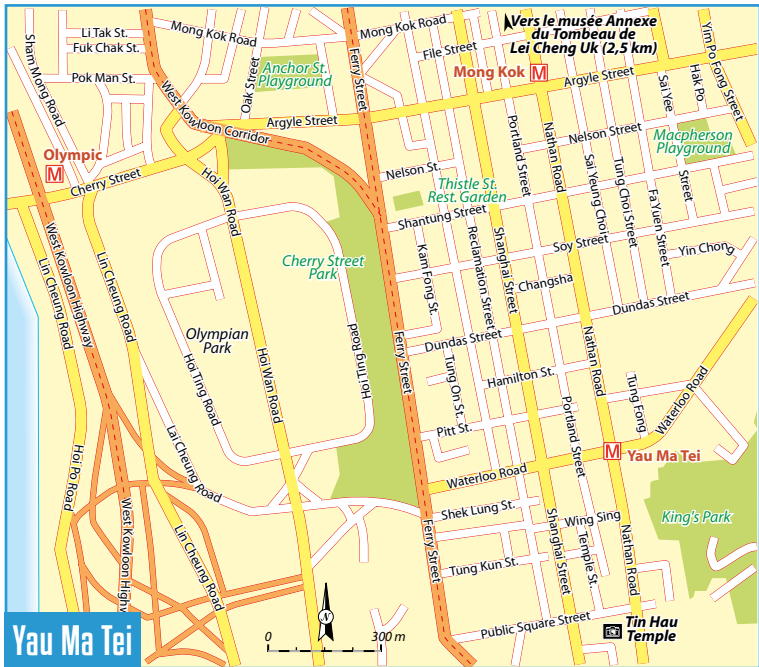 Mong Kok Road
Mong Kok Road
Vers le musée Annexe
du Tombeau de
Lei Cheng Uk (2,5 km)
Li Tak St.
Fuk Chak St.
Pok Man St.
Sham Mong Road
Oak Street
Anchor St.
Playground
Ferry Street
File Street
Mong Kok
M
Argyle Street
Yim Po Fong Street
Hak Po
Street
Sai Yee
West Kowloon Corridor
Argyle Street
Portland Street
Nathan Road
Nelson Street
Macpherson
Playground
Olympic
M
Cherry Street
Hoi Wan Road
Nelson St.
Thistle St.
Rest. Garden
Sai Yeung Choi
Tung Choi Street
Fa Yuen Street
Shantung Street
Soy Street
Yin Chong
West Kowloon Highway
Lin Cheung Road
Lin Cheung Road
Cherry Street
Park
Kam Fong St.
Reclamation Street
Shanghai Street
Changsha
Dundas Street
Olympian
Park
Hoi Ting Road
Hoi Wan Road
Hoi Ting Road
Ferry Street
Dundas Street
Nathan Road
Hamilton St.
Tung On St.
Portland Street
Tung Fong
Waterloo Road
Pitt St.
M
Yau Ma Tei
Hoi Po Road
Lai Cheung Road
Waterloo Road
West Kowloon Highw
Lin Cheung Road
Shek Lung St.
Wing Sing
King's Park
Ferry Street
Shanghai Street
Temple St.
Nathan Road
Tung Kun St.
Public Square Street
Tin Hau
Temple
N
0 300 m
Yau Ma Tei